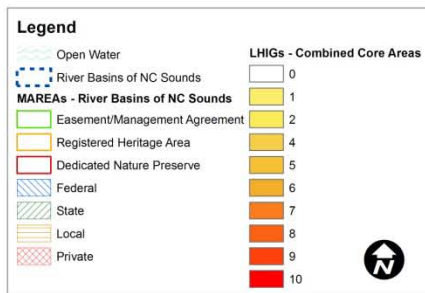 Legend
Open Water
River Basins of NC Sounds
MAREAs - River Basins of NC Sounds
Easement/Management Agreement
Registered Heritage Area
Dedicated Nature Preserve
Federal
State
Local
Private
LHIGs - Combined Core Areas
0
1
2
4
5
6
7
8
9
10
N